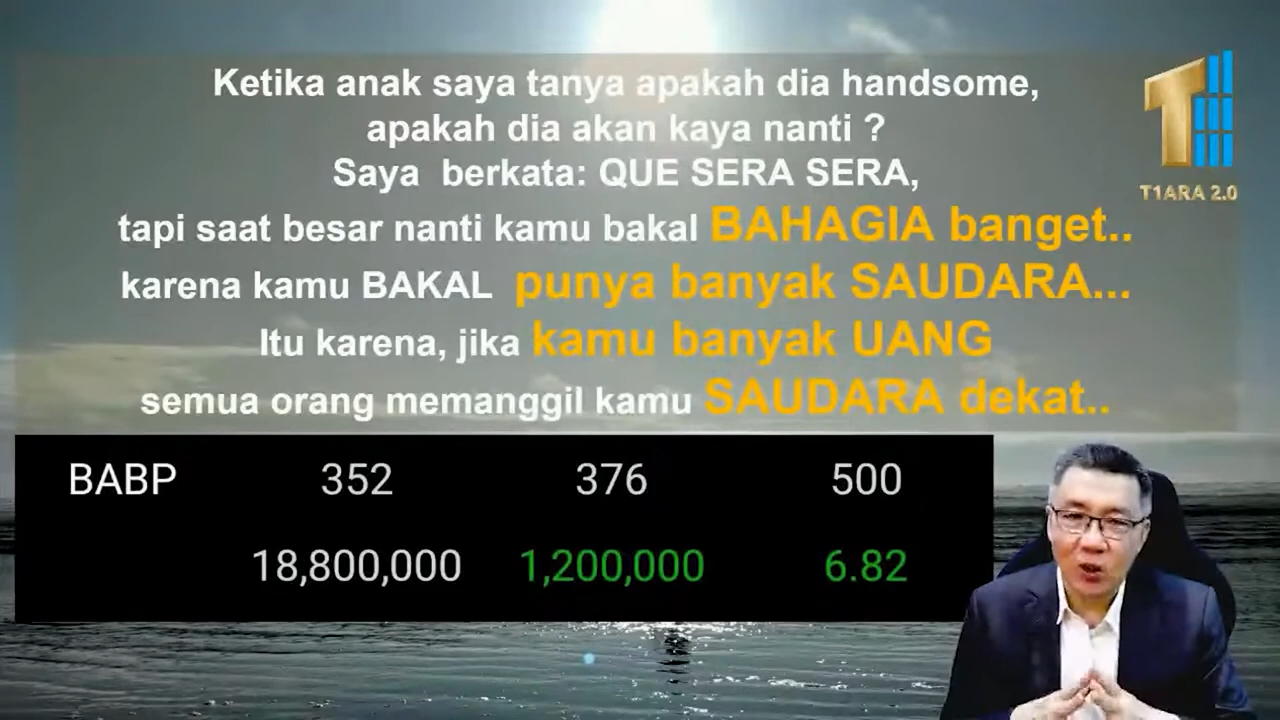 Ketika anak saya tanya apakah dia handsome,
apakah dia akan kaya nanti ?
Saya berkata: QUE SERA SERA,
tapi saat besar nanti kamu bakal BAHAGIA banget..
karena kamu BAKAL punya banyak SAUDARA...
Itu karena, jika kamu banyak UANG
semua orang memanggil kamu SAUDARA dekat..
T1ARA 2.0
BABP 352 376 500
18,800,000 1,200,000 6.82